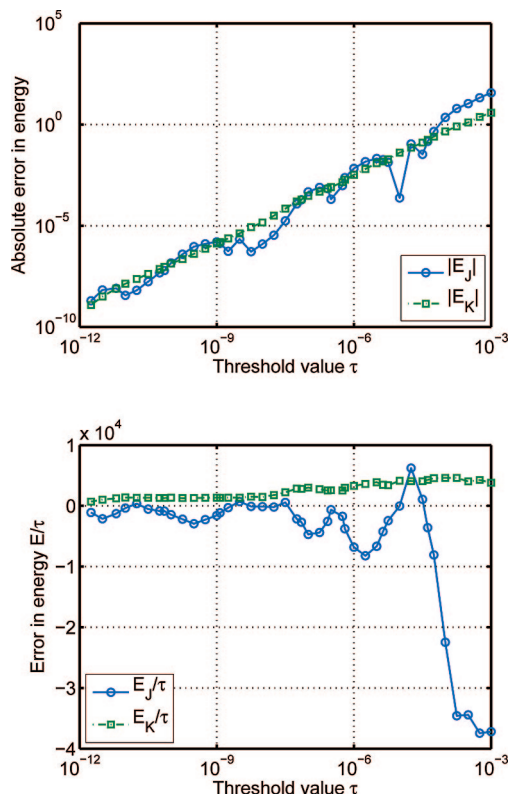 10^5
10^0
10^-5
10^-10
Absolute error in energy
|E_J|
|E_K|
10^-12 10^-9 10^-6 10^-3
Threshold value τ
x 10^4
1
0
-1
-2
-3
-4
Error in energy E/τ
E_J/τ
E_K/τ
10^-12 10^-9 10^-6 10^-3
Threshold value τ